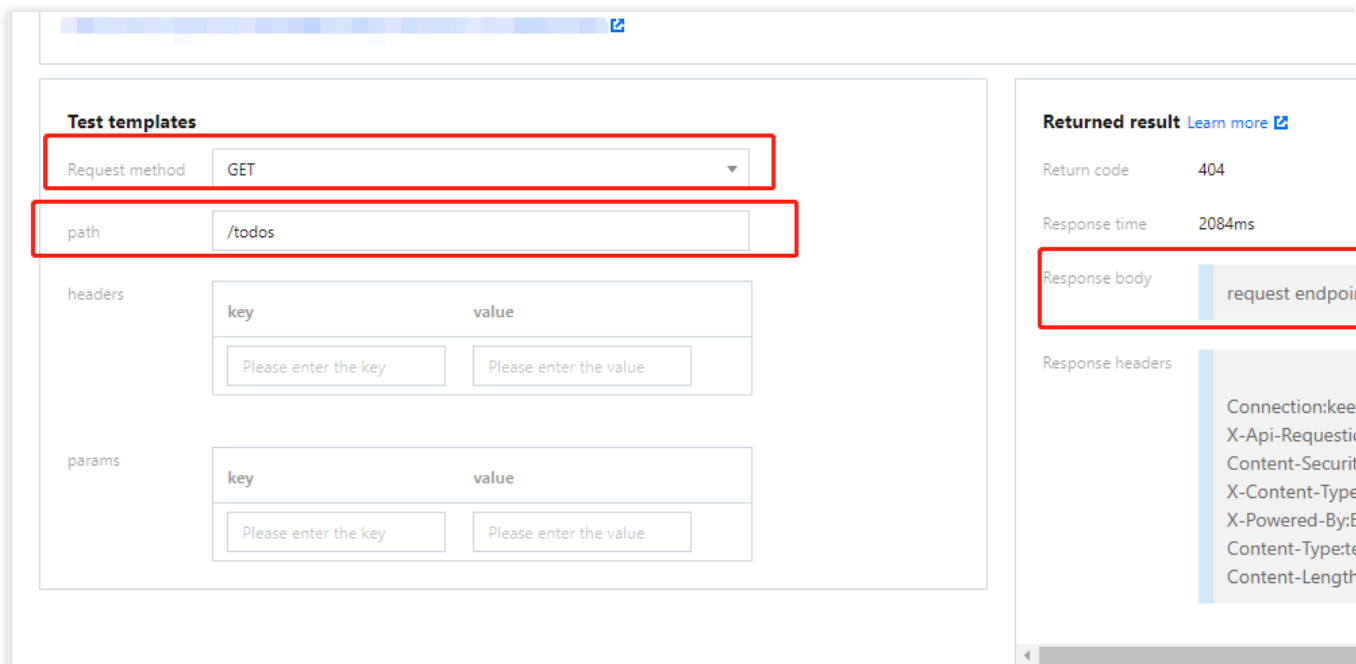 Test templates
Request method GET
path /todos
headers
key value
Please enter the key Please enter the value
params
key value
Please enter the key Please enter the value
Returned result Learn more
Return code 404
Response time 2084ms
Response body request endpoi
Response headers
Connection:kee
X-Api-Requesti
Content-Securit
X-Content-Type
X-Powered-By:E
Content-Type:te
Content-Length